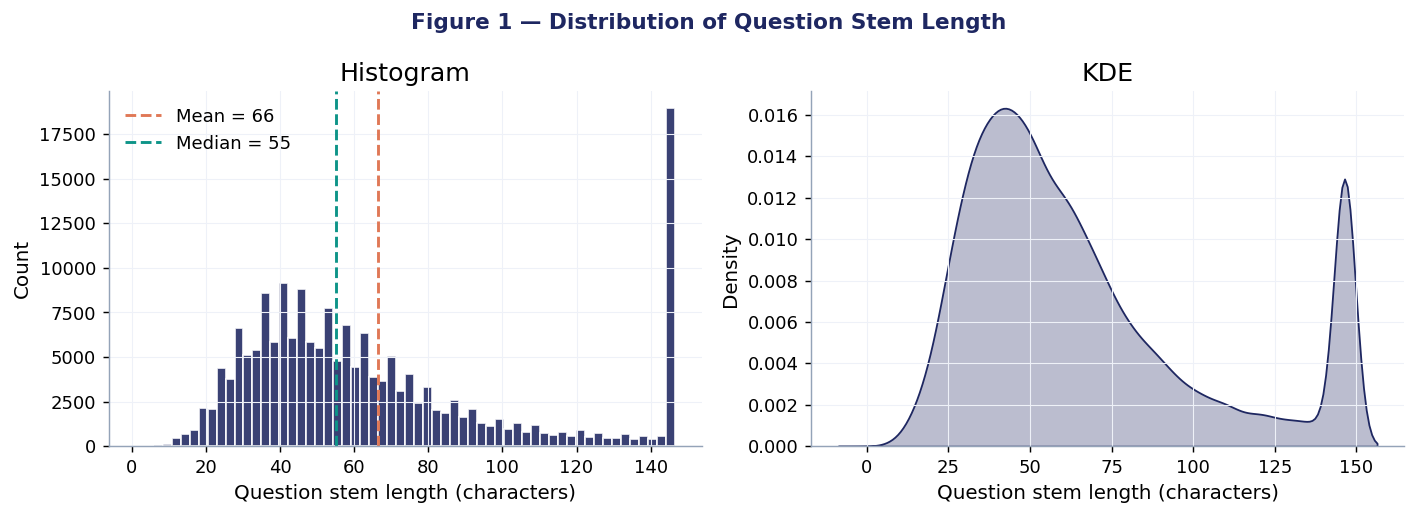 Figure 1 — Distribution of Question Stem Length
Histogram
Mean = 66
Median = 55
17500
15000
12500
10000
7500
5000
2500
0
Count
0 20 40 60 80 100 120 140
Question stem length (characters)
KDE
0.016
0.014
0.012
0.010
0.008
0.006
0.004
0.002
0.000
Density
0 25 50 75 100 125 150
Question stem length (characters)